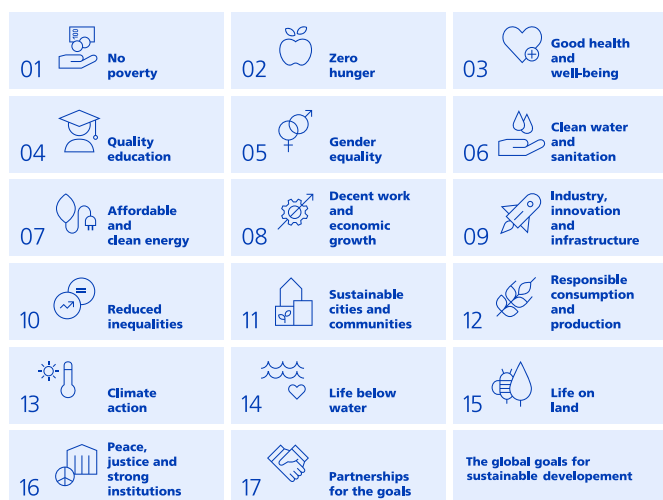 01
No
poverty
02
Zero
hunger
03
Good health
and
well-being
04
Quality
education
05
Gender
equality
06
Clean water
and
sanitation
07
Affordable
and
clean energy
08
Decent work
and
economic
growth
09
Industry,
innovation
and
infrastructure
10
Reduced
inequalities
11
Sustainable
cities and
communities
12
Responsible
consumption
and
production
13
Climate
action
14
Life below
water
15
Life on
land
16
Peace,
justice and
strong
institutions
17
Partnerships
for the goals
The global goals for
sustainable developement